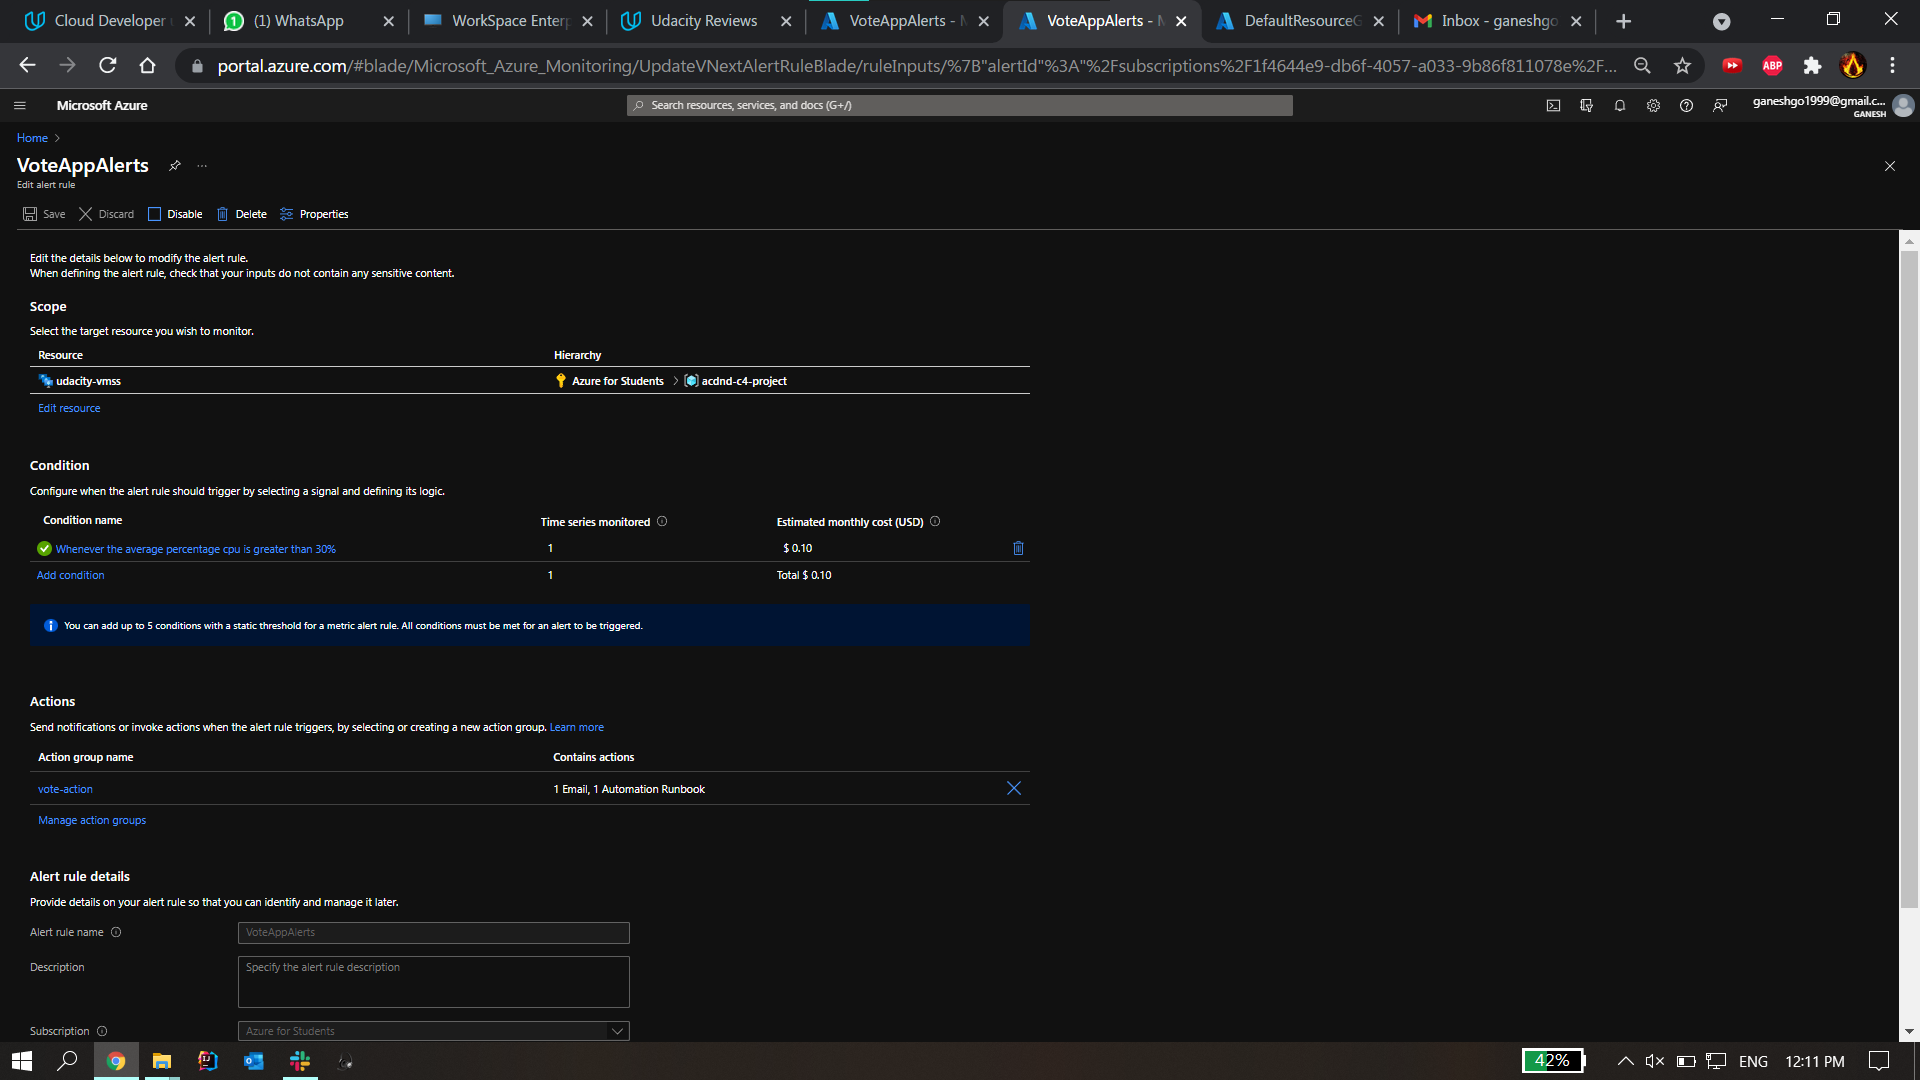 Cloud Developer
(1) WhatsApp
WorkSpace Enterp
Udacity Reviews
VoteAppAlerts - M
VoteAppAlerts - M
DefaultResourceG
Inbox - ganeshgo
portal.azure.com/#blade/Microsoft_Azure_Monitoring/UpdateVNextAlertRuleBlade/ruleInputs/%7B"alertId"%3A"%2Fsubscriptions%2F1f4644e9-db6f-4057-a033-9b86f811078e%2F...
ABP
Microsoft Azure
Search resources, services, and docs (G+/)
ganeshgo1999@gmail.c...
GANESH
Home >
VoteAppAlerts
Edit alert rule
Save
Discard
Disable
Delete
Properties
Edit the details below to modify the alert rule.
When defining the alert rule, check that your inputs do not contain any sensitive content.
Scope
Select the target resource you wish to monitor.
Resource Hierarchy
udacity-vmss Azure for Students > acdnd-c4-project
Edit resource
Condition
Configure when the alert rule should trigger by selecting a signal and defining its logic.
Condition name Time series monitored Estimated monthly cost (USD)
Whenever the average percentage cpu is greater than 30% 1 $ 0.10
Add condition 1 Total $ 0.10
You can add up to 5 conditions with a static threshold for a metric alert rule. All conditions must be met for an alert to be triggered.
Actions
Send notifications or invoke actions when the alert rule triggers, by selecting or creating a new action group. Learn more
Action group name Contains actions
vote-action 1 Email, 1 Automation Runbook
Manage action groups
Alert rule details
Provide details on your alert rule so that you can identify and manage it later.
Alert rule name VoteAppAlerts
Description Specify the alert rule description
Subscription Azure for Students
42%
ENG
12:11 PM